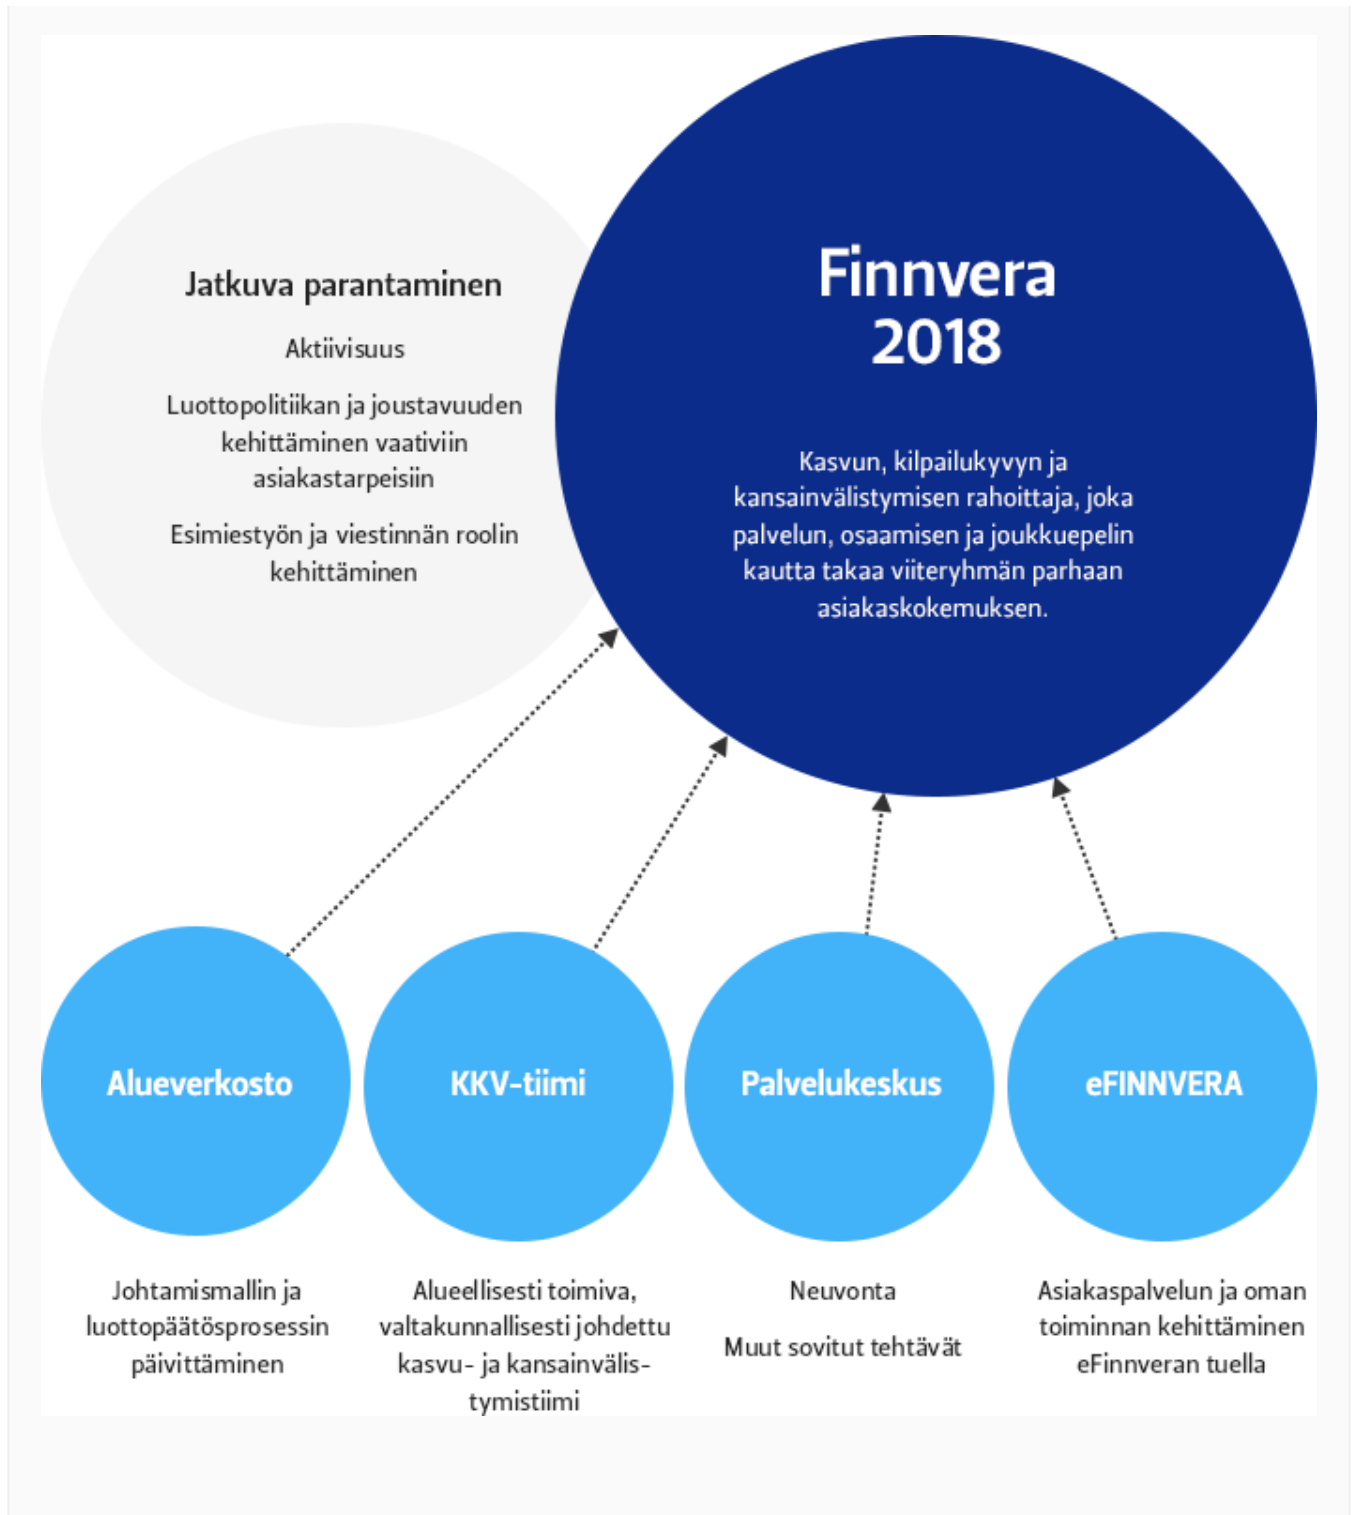 Jatkuva parantaminen
Aktiivisuus
Luottopolitiikan ja joustavuuden
kehittäminen vaativiin
asiakastarpeisiin
Esimiestyön ja viestinnän roolin
kehittäminen
Finnvera
2018
Kasvun, kilpailukyvyn ja
kansainvälistymisen rahoittaja, joka
palvelun, osaamisen ja joukkuepelin
kautta takaa viiteryhmän parhaan
asiakaskokemuksen.
Alueverkosto
Johtamismallin ja
luottopäätösprosessin
päivittäminen
KKV-tiimi
Alueellisesti toimiva,
valtakunnallisesti johdettu
kasvu- ja kansainvälis-
tymistiimi
Palvelukeskus
Neuvonta
Muut sovitut tehtävät
eFINNVERA
Asiakaspalvelun ja oman
toiminnan kehittäminen
eFinnveran tuella